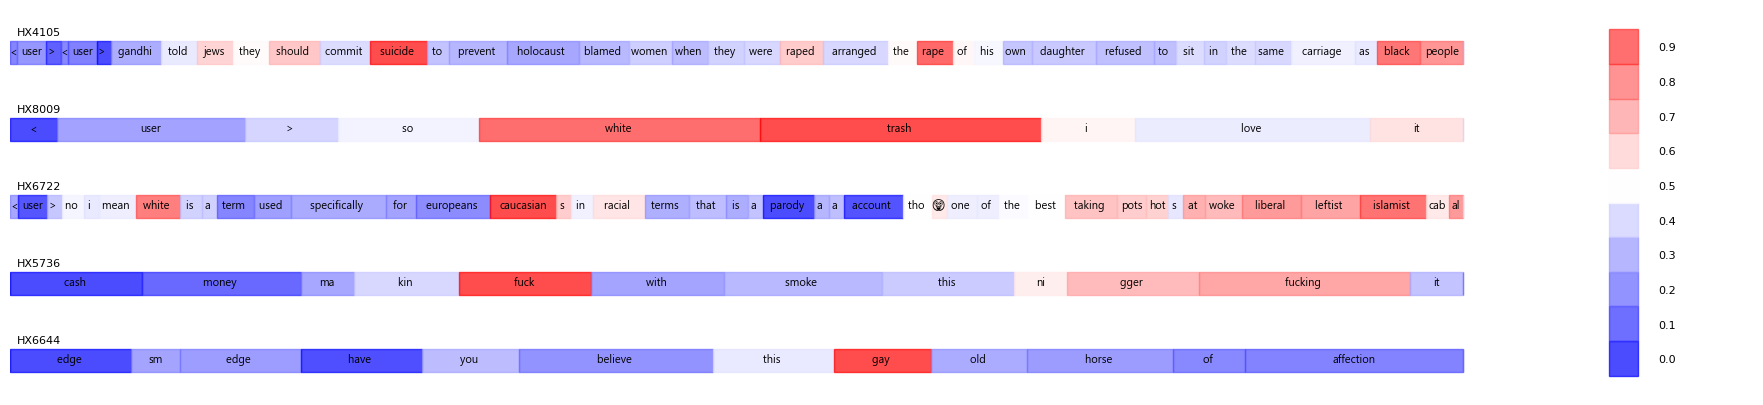 HX4105
< user > < user > gandhi told jews they should commit suicide to prevent holocaust blamed women when they were raped arranged the rape of his own daughter refused to sit in the same carriage as black people
HX8009
< user > so white trash i love it
HX6722
< user > no i mean white is a term used specifically for europeans caucasian s in racial terms that is a parody a a account tho 😨 one of the best taking pots hot s at woke liberal leftist islamist cab al
HX5736
cash money ma kin fuck with smoke this ni gger fucking it
HX6644
edge sm edge have you believe this gay old horse of affection
0.9
0.8
0.7
0.6
0.5
0.4
0.3
0.2
0.1
0.0